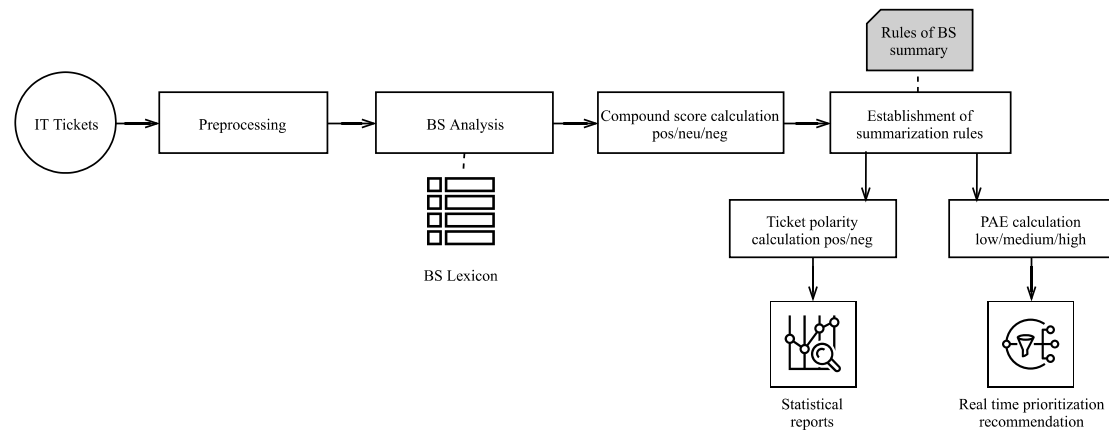 Rules of BS
summary
IT Tickets
Preprocessing
BS Analysis
Compound score calculation
pos/neu/neg
Establishment of
summarization rules
BS Lexicon
Ticket polarity
calculation pos/neg
PAE calculation
low/medium/high
Statistical
reports
Real time prioritization
recommendation